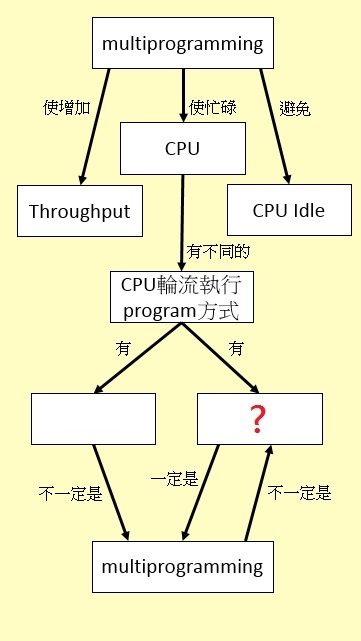 multiprogramming
使增加
使忙碌
避免
CPU
Throughput
CPU Idle
有不同的
CPU輪流執行
program方式
有
有
?
不一定是
一定是
不一定是
multiprogramming